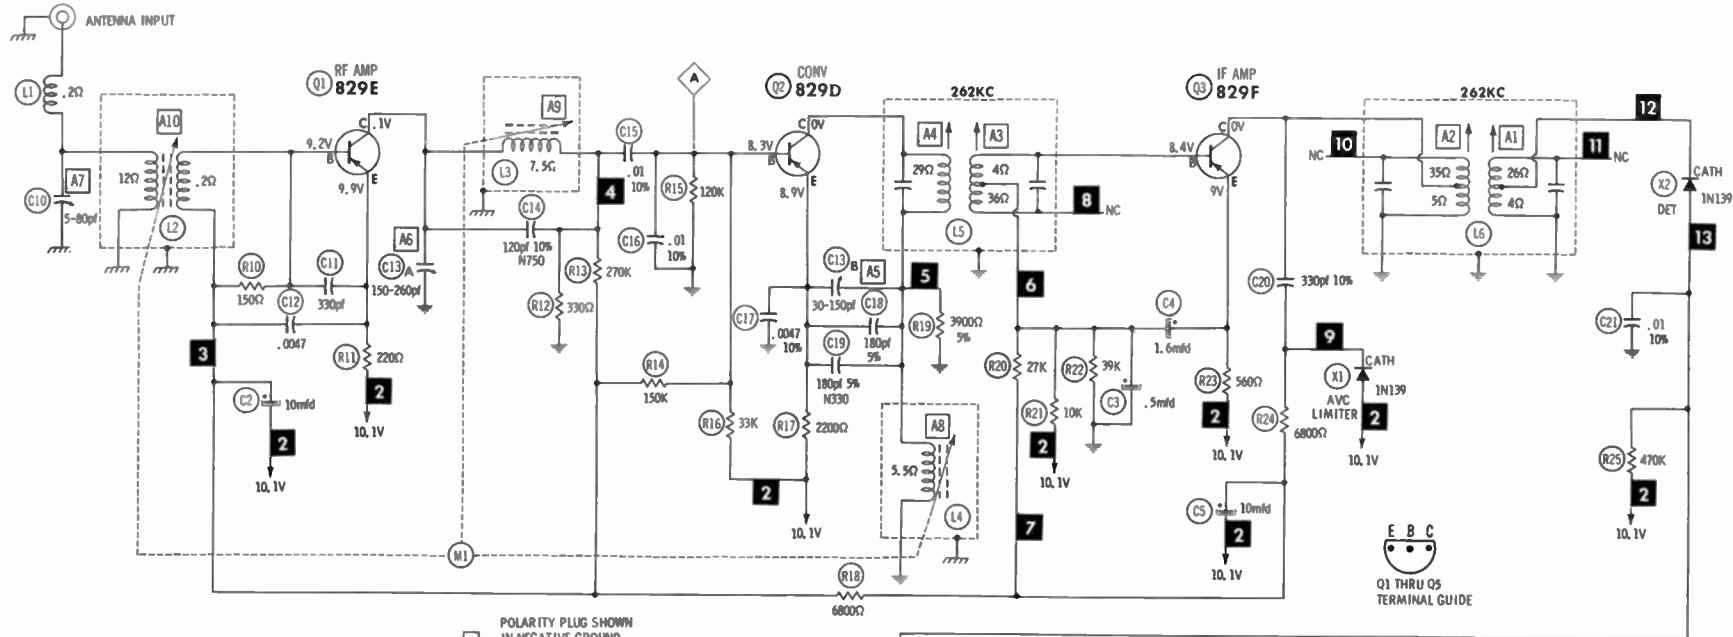 ANTENNA INPUT
L1
.2Ω
A10
Q1
RF AMP
829E
C .1V
9.2V
B
E
9.9V
A7
C10
5-80pf
12Ω
.2Ω
L2
R10
150Ω
C11
330pf
C12
.0047
3
R11
220Ω
2
10.1V
C2
10mfd
2
10.1V
A9
L3
7.5Ω
A6
C13
A
150-260pf
C14
120pf 10%
N750
4
C15
.01
10%
A
R15
120K
C16
.01
10%
R13
270K
R12
330Ω
R14
150K
R16
33K
M1
Q2
CONV
829D
C 0V
8.3V
B
E
8.9V
262KC
A4
A3
29Ω
4Ω
36Ω
L5
8
NC
C13
B
A5
30-150pf
5
6
C17
.0047
10%
C18
180pf
5%
R19
3900Ω
5%
C19
180pf 5%
N330
R17
2200Ω
2
10.1V
A8
5.5Ω
L4
R18
6800Ω
Q3
IF AMP
829F
C 0V
8.4V
B
E
9V
C4
1.6mfd
R20
27K
R22
39K
R21
10K
C3
.5mfd
2
10.1V
7
R23
560Ω
2
10.1V
C20
330pf 10%
9
CATH
X1
1N139
AVC
LIMITER
2
10.1V
R24
6800Ω
C5
10mfd
2
10.1V
262KC
10
NC
A2
A1
35Ω
26Ω
5Ω
4Ω
L6
11
NC
12
CATH
X2
1N139
DET
13
C21
.01
10%
R25
470K
2
10.1V
E B C
Q1 THRU Q5
TERMINAL GUIDE
POLARITY PLUG SHOWN
IN NEGATIVE GROUND